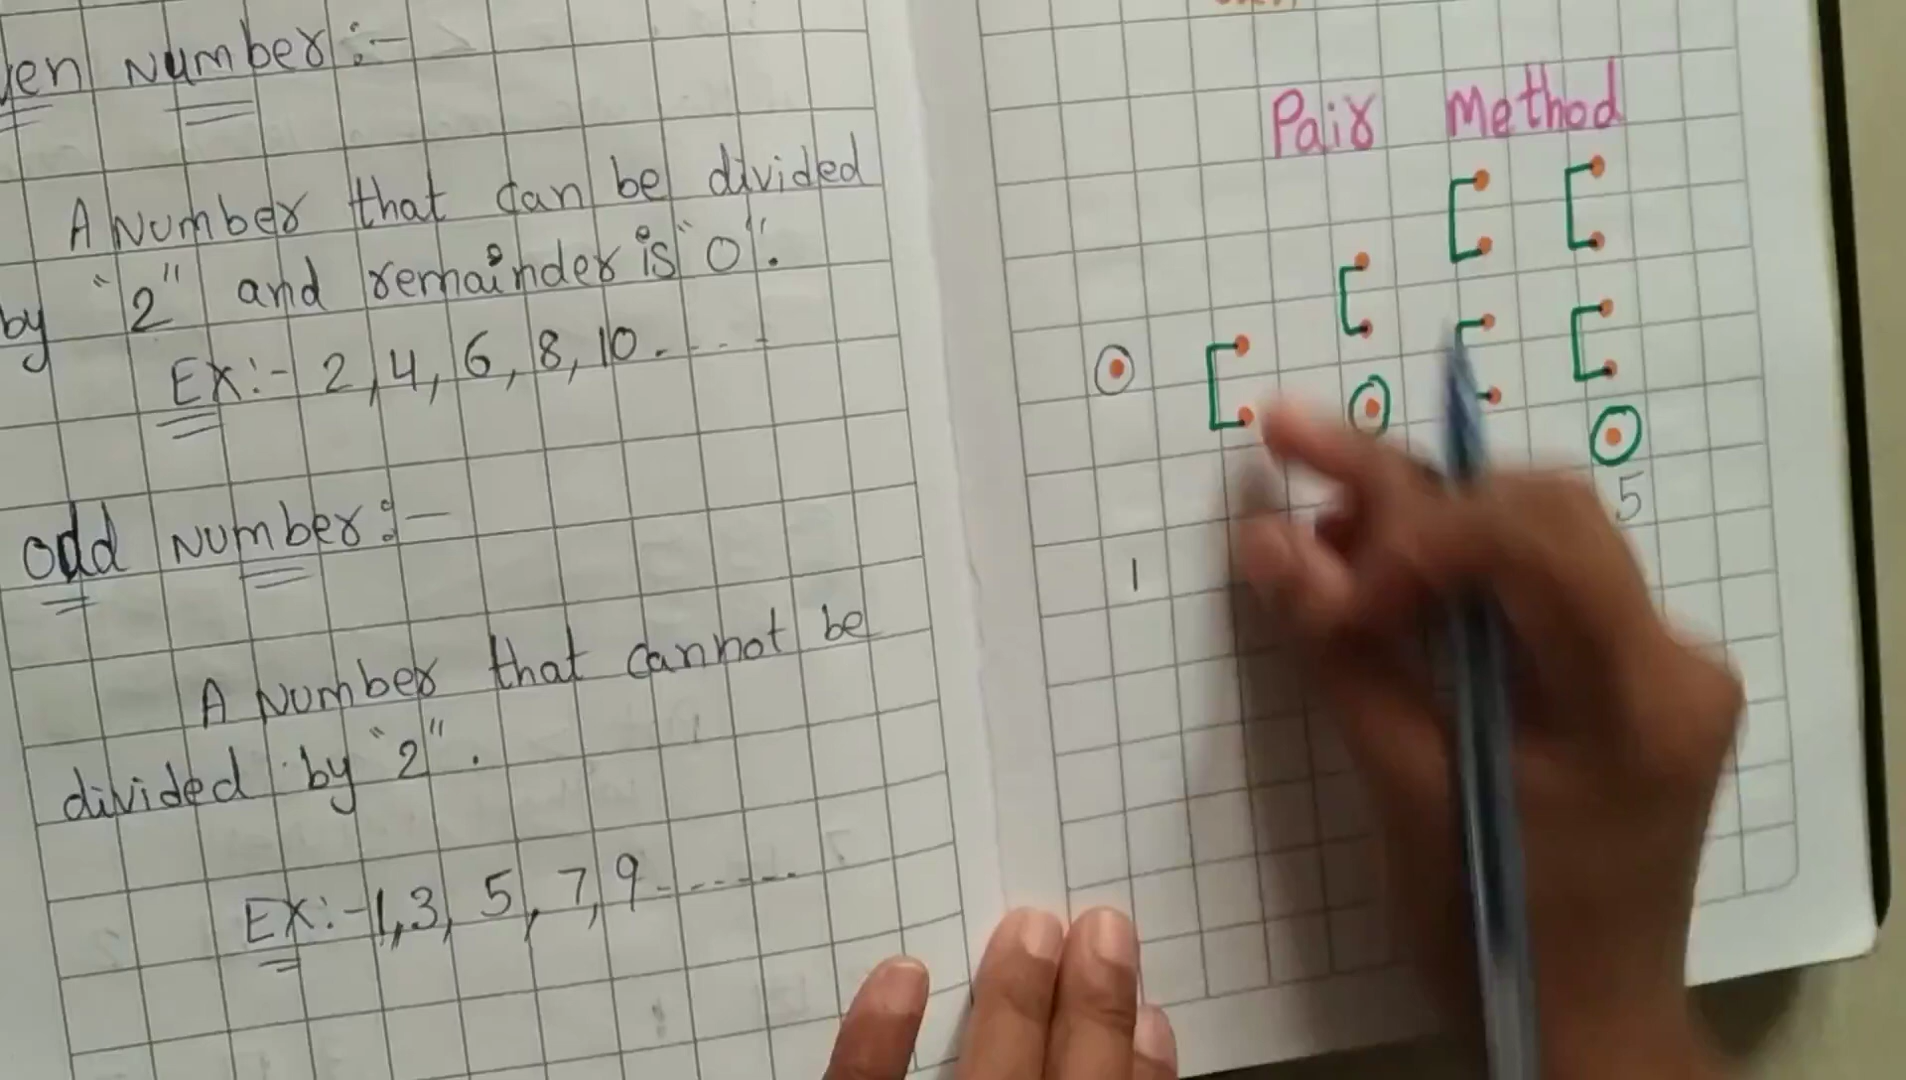 en Number :-
A Number that can be divided
by "2" and remainder is "0".
Ex:- 2, 4, 6, 8, 10.---
odd Number :-
A Number that cannot be
divided by "2".
Ex:- 1, 3, 5, 7, 9------
Pair Method
5
1